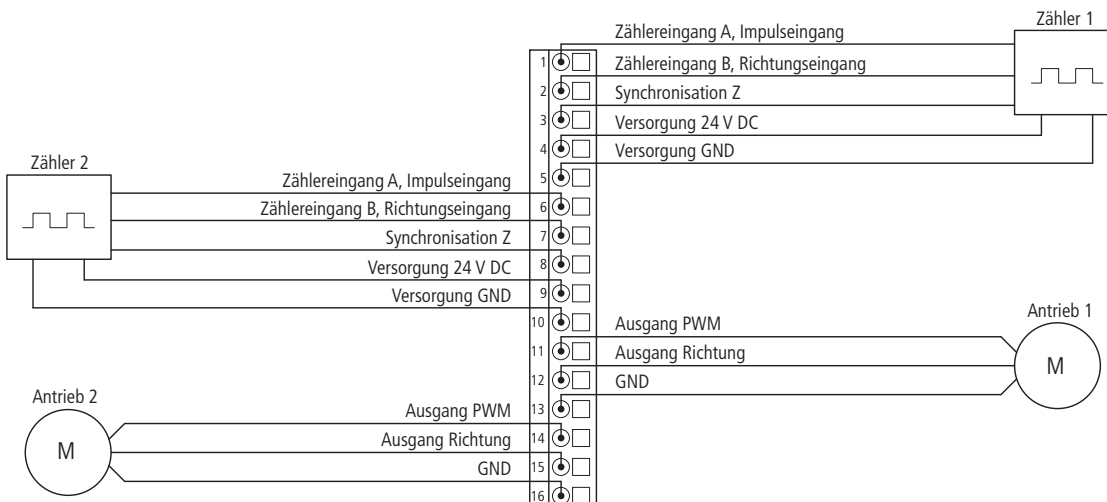 Zähler 1
Zählereingang A, Impulseingang
1
Zählereingang B, Richtungseingang
2
Synchronisation Z
3
Versorgung 24 V DC
4
Versorgung GND
5
Zähler 2
Zählereingang A, Impulseingang
6
Zählereingang B, Richtungseingang
7
Synchronisation Z
8
Versorgung 24 V DC
9
Versorgung GND
10
Antrieb 1
Ausgang PWM
11
Ausgang Richtung
M
12
GND
Antrieb 2
13
Ausgang PWM
14
M
Ausgang Richtung
15
GND
16